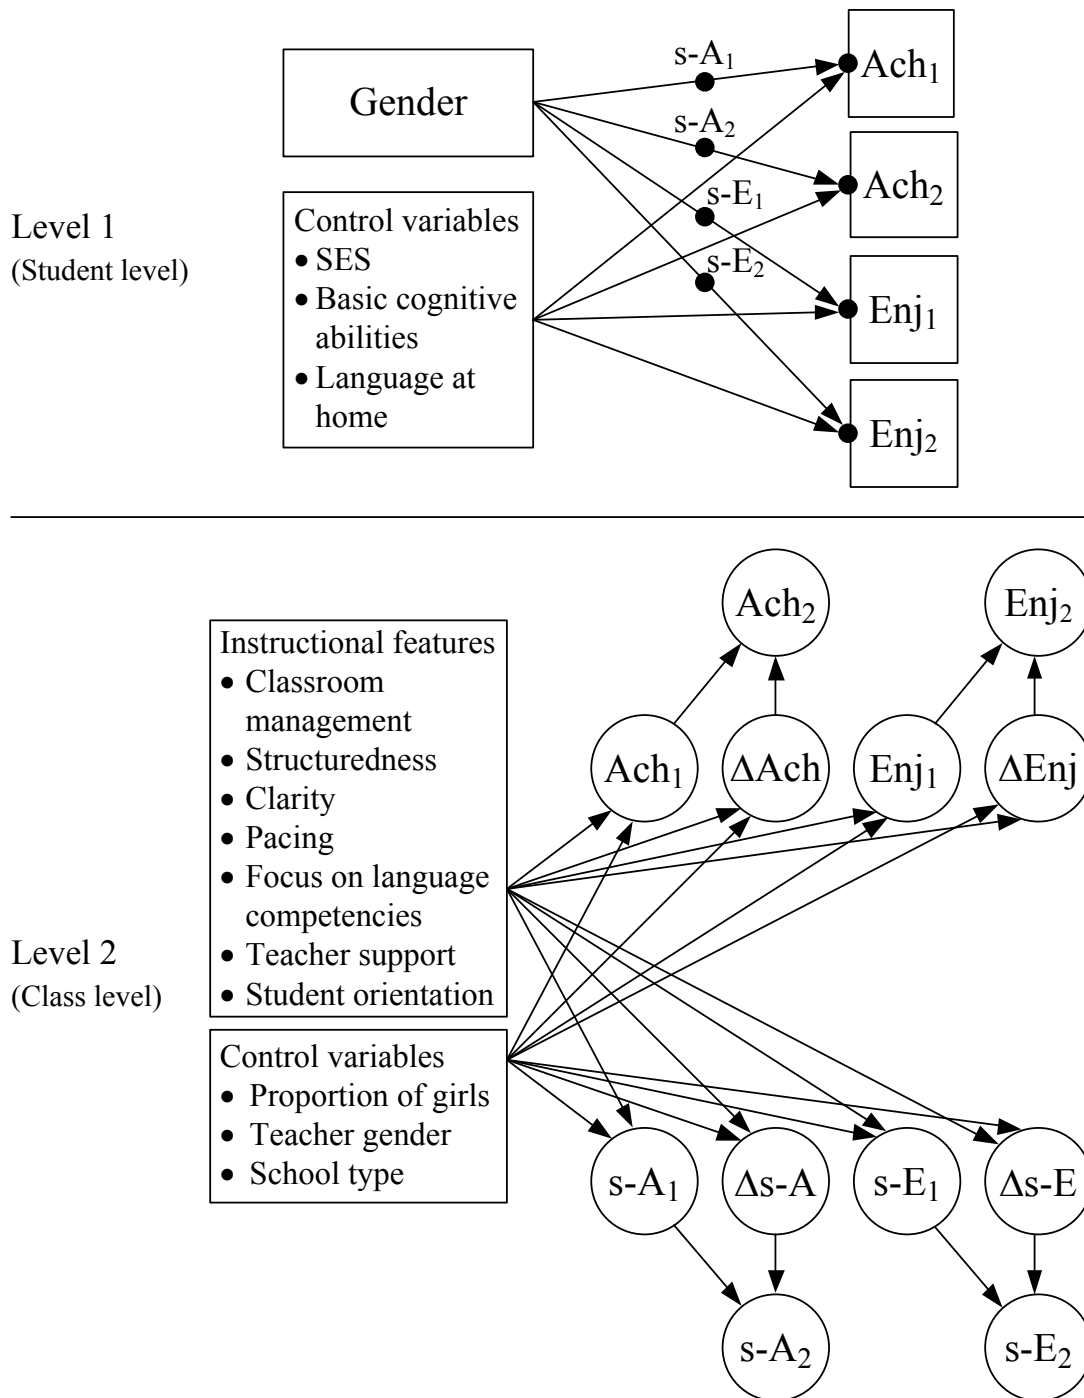 Level 1
(Student level)
Gender
Control variables
• SES
• Basic cognitive
abilities
• Language at
home
s-A₁
s-A₂
s-E₁
s-E₂
Ach₁
Ach₂
Enj₁
Enj₂
Level 2
(Class level)
Instructional features
• Classroom
management
• Structuredness
• Clarity
• Pacing
• Focus on language
competencies
• Teacher support
• Student orientation
Control variables
• Proportion of girls
• Teacher gender
• School type
Ach₂
Enj₂
Ach₁
ΔAch
Enj₁
ΔEnj
s-A₁
Δs-A
s-E₁
Δs-E
s-A₂
s-E₂